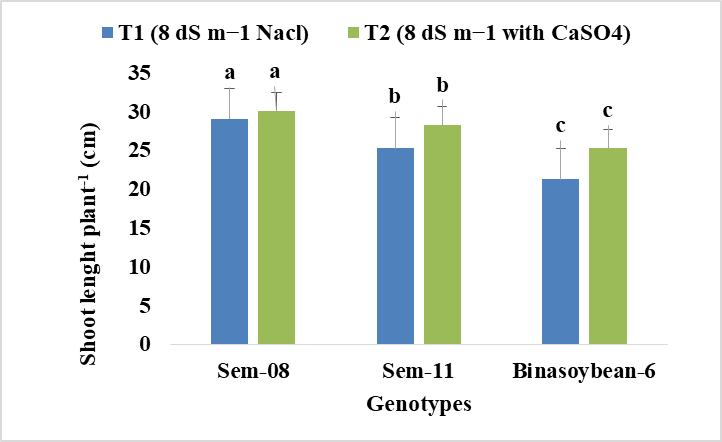 T1 (8 dS m−1 Nacl) T2 (8 dS m−1 with CaSO4)
Shoot lenght plant⁻¹ (cm)
35
30
25
20
15
10
5
0
a a b b c c
Sem-08 Sem-11 Binasoybean-6
Genotypes